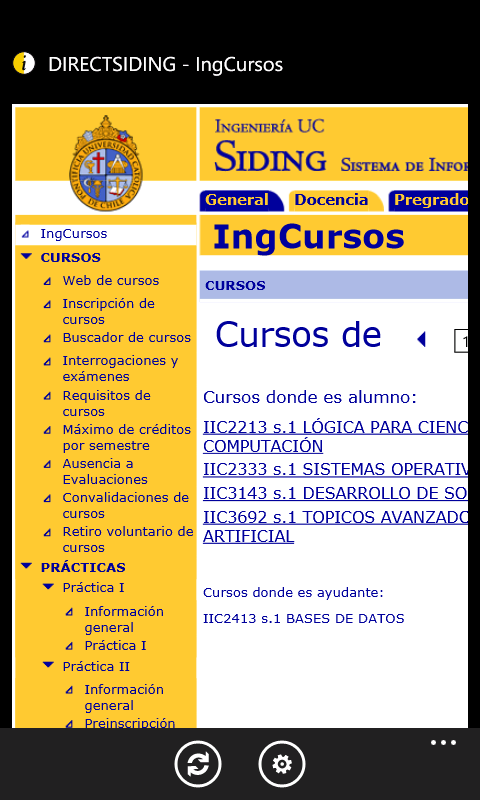 DIRECTSIDING - IngCursos
PONTIFICIA UNIVERSIDAD CATOLICA DE CHILE
INGENIERÍA UC
SIDING SISTEMA DE
General Docencia Pregrado
IngCursos
IngCursos
CURSOS
Web de cursos
Inscripción de
cursos
Buscador de cursos
Interrogaciones y
exámenes
Requisitos de
cursos
Máximo de créditos
por semestre
Ausencia a
Evaluaciones
Convalidaciones de
cursos
Retiro voluntario de
cursos
PRÁCTICAS
Práctica I
Información
general
Práctica I
Práctica II
Información
general
Preinscripción
CURSOS
Cursos de
Cursos donde es alumno:
IIC2213 s.1 LÓGICA PARA CIENC
COMPUTACIÓN
IIC2333 s.1 SISTEMAS OPERATIV
IIC3143 s.1 DESARROLLO DE SO
IIC3692 s.1 TOPICOS AVANZADO
ARTIFICIAL
Cursos donde es ayudante:
IIC2413 s.1 BASES DE DATOS